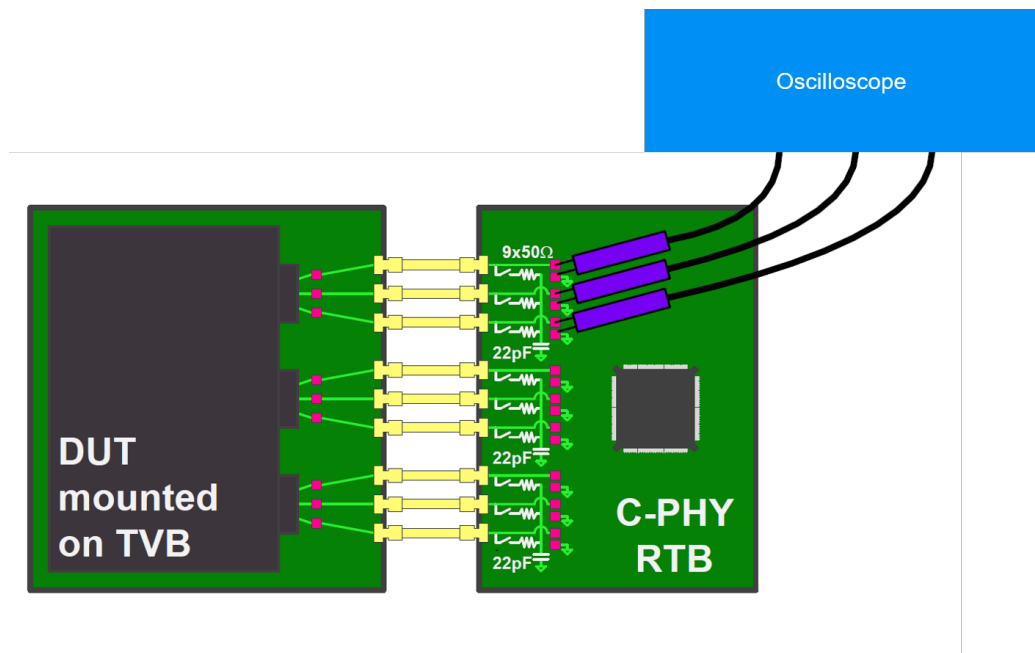 Oscilloscope
9x50Ω
22pF
22pF
22pF
DUT
mounted
on TVB
C-PHY
RTB